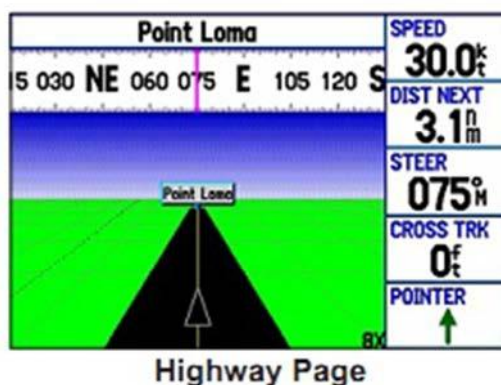 Point Loma
15 030 NE 060 075 E 105 120 S
Point Loma
8X
SPEED
30.0kt
DIST NEXT
3.1nm
STEER
075°M
CROSS TRK
0ft
POINTER
Highway Page